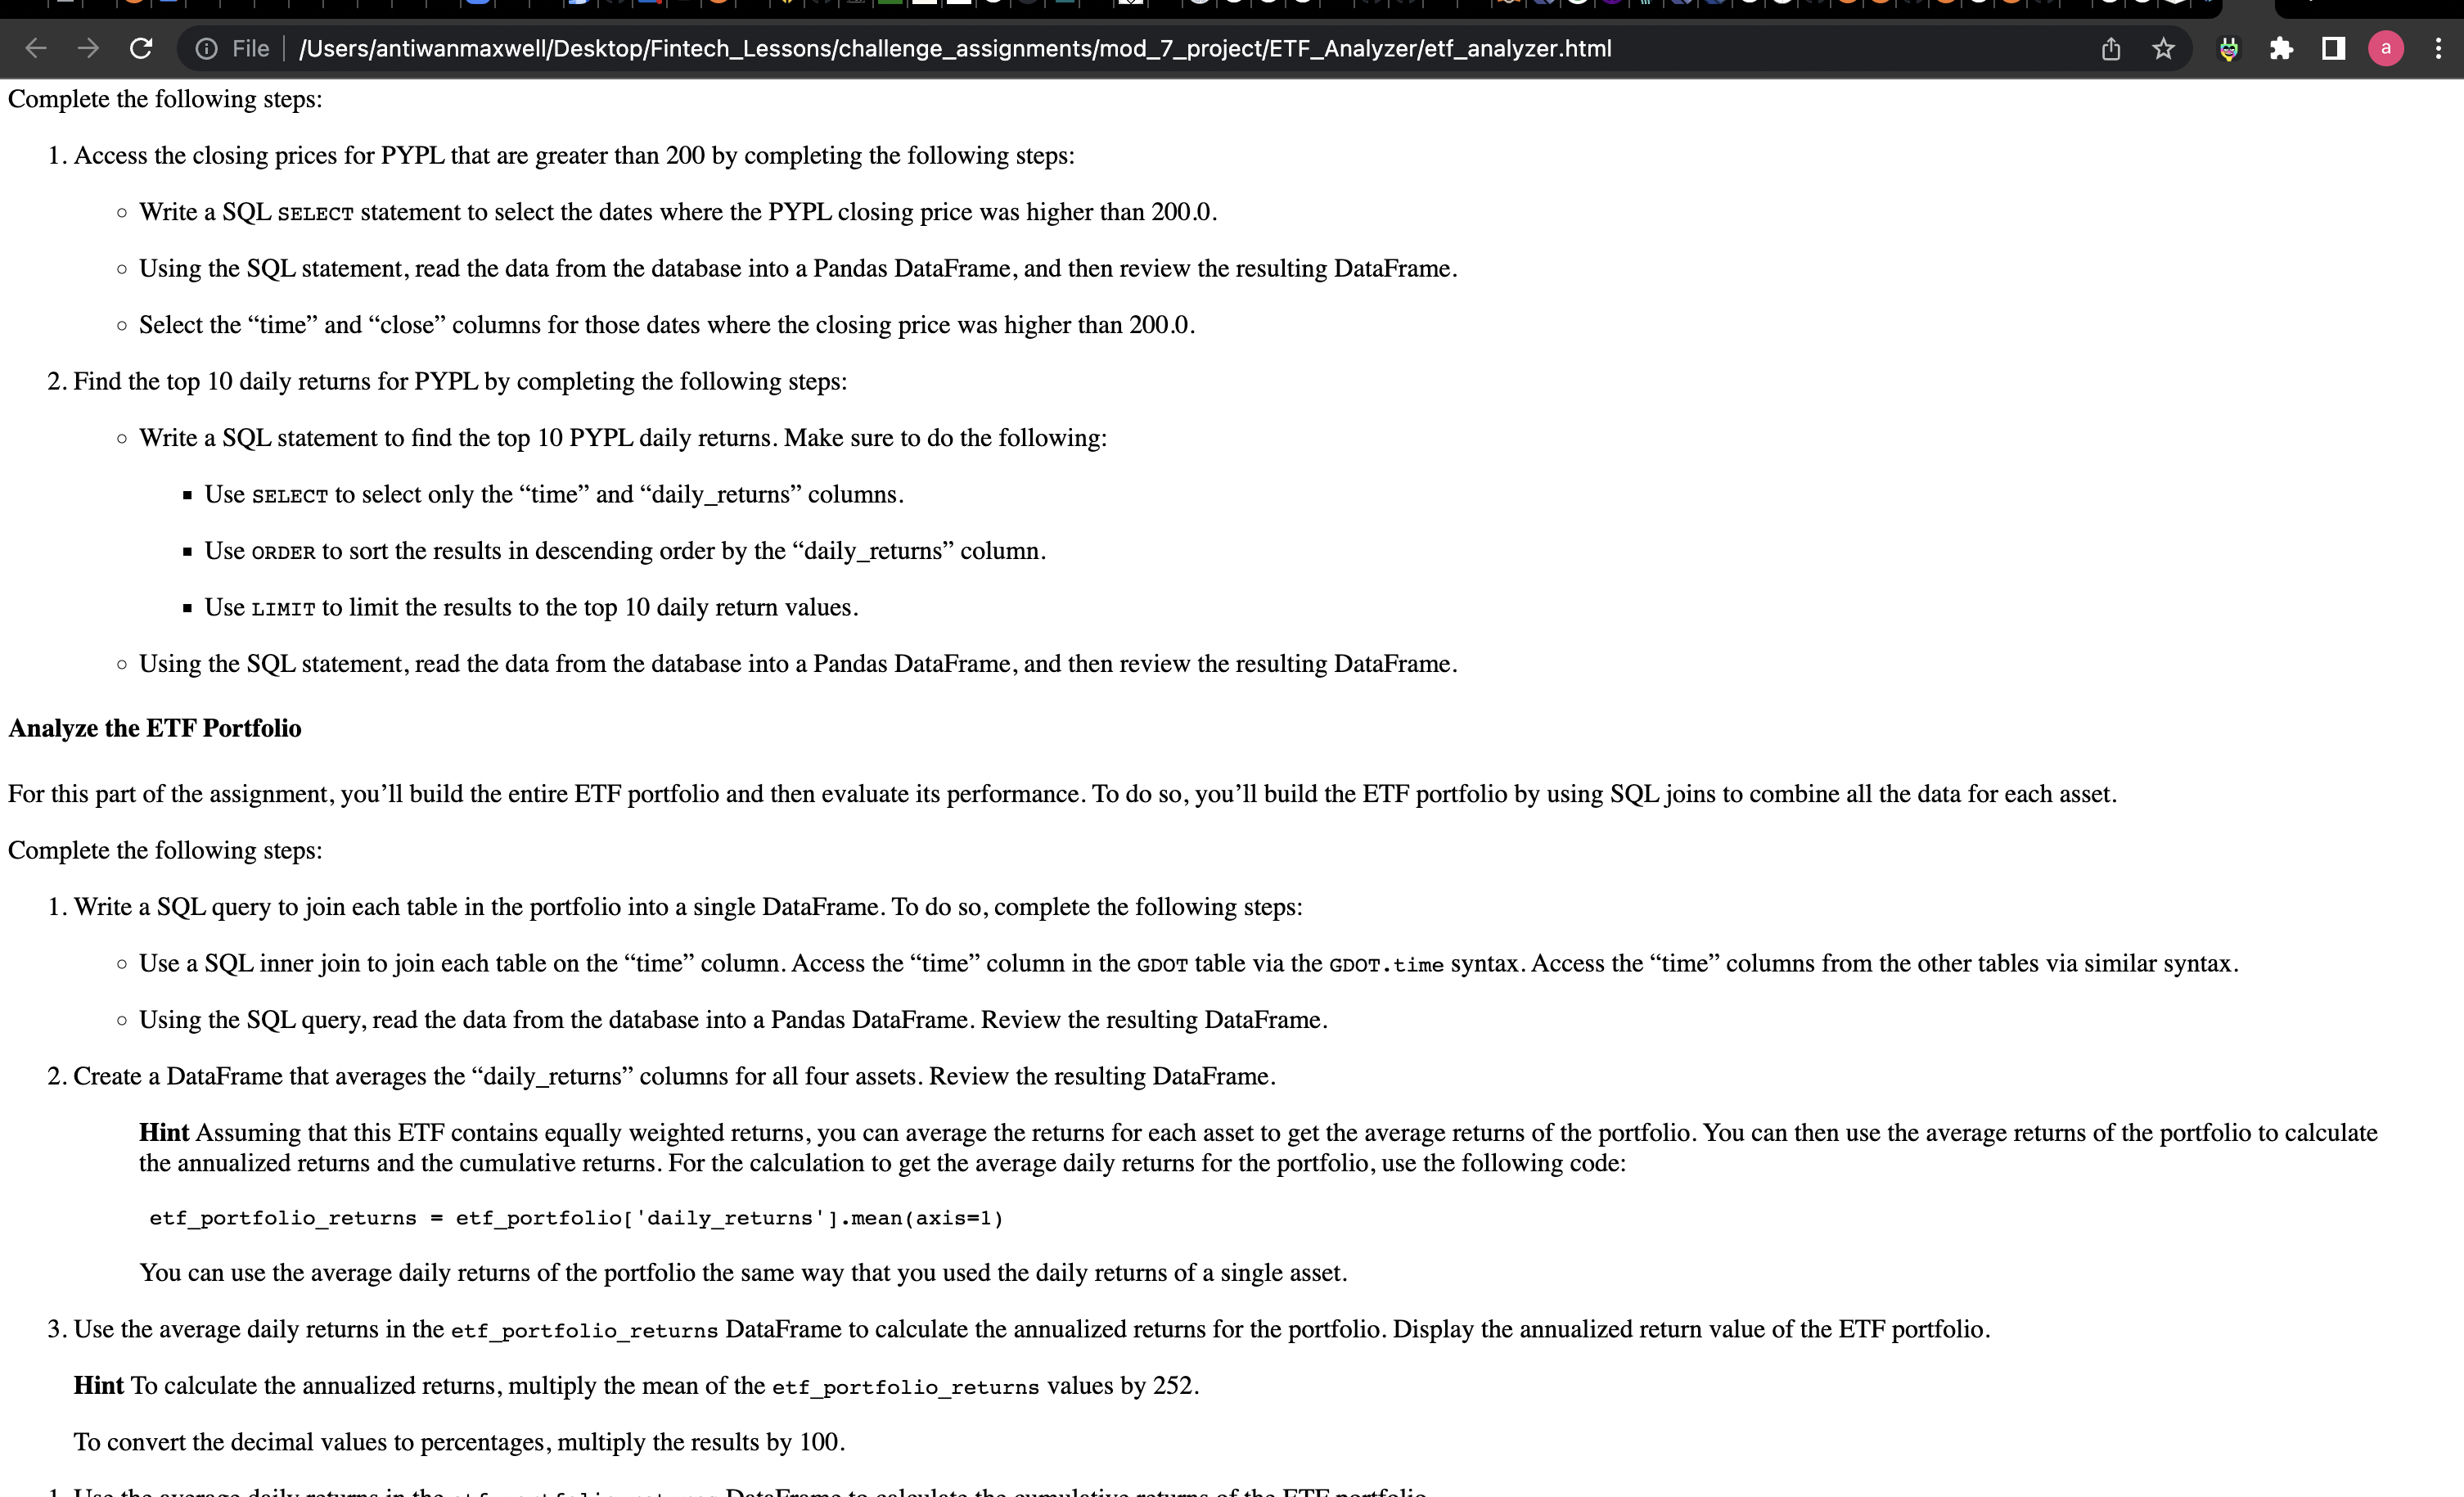 File /Users/antiwanmaxwell/Desktop/Fintech_Lessons/challenge_assignments/mod_7_project/ETF_Analyzer/etf_analyzer.html
a
Complete the following steps:
1. Access the closing prices for PYPL that are greater than 200 by completing the following steps:
Write a SQL SELECT statement to select the dates where the PYPL closing price was higher than 200.0.
Using the SQL statement, read the data from the database into a Pandas DataFrame, and then review the resulting DataFrame.
Select the “time” and “close” columns for those dates where the closing price was higher than 200.0.
2. Find the top 10 daily returns for PYPL by completing the following steps:
Write a SQL statement to find the top 10 PYPL daily returns. Make sure to do the following:
Use SELECT to select only the “time” and “daily_returns” columns.
Use ORDER to sort the results in descending order by the “daily_returns” column.
Use LIMIT to limit the results to the top 10 daily return values.
Using the SQL statement, read the data from the database into a Pandas DataFrame, and then review the resulting DataFrame.
Analyze the ETF Portfolio
For this part of the assignment, you’ll build the entire ETF portfolio and then evaluate its performance. To do so, you’ll build the ETF portfolio by using SQL joins to combine all the data for each asset.
Complete the following steps:
1. Write a SQL query to join each table in the portfolio into a single DataFrame. To do so, complete the following steps:
Use a SQL inner join to join each table on the “time” column. Access the “time” column in the GDOT table via the GDOT.time syntax. Access the “time” columns from the other tables via similar syntax.
Using the SQL query, read the data from the database into a Pandas DataFrame. Review the resulting DataFrame.
2. Create a DataFrame that averages the “daily_returns” columns for all four assets. Review the resulting DataFrame.
Hint Assuming that this ETF contains equally weighted returns, you can average the returns for each asset to get the average returns of the portfolio. You can then use the average returns of the portfolio to calculate
the annualized returns and the cumulative returns. For the calculation to get the average daily returns for the portfolio, use the following code:
etf_portfolio_returns = etf_portfolio['daily_returns'].mean(axis=1)
You can use the average daily returns of the portfolio the same way that you used the daily returns of a single asset.
3. Use the average daily returns in the etf_portfolio_returns DataFrame to calculate the annualized returns for the portfolio. Display the annualized return value of the ETF portfolio.
Hint To calculate the annualized returns, multiply the mean of the etf_portfolio_returns values by 252.
To convert the decimal values to percentages, multiply the results by 100.
1. Use the average daily returns in the etf_portfolio_returns DataFrame to calculate the cumulative returns of the ETF portfolio.